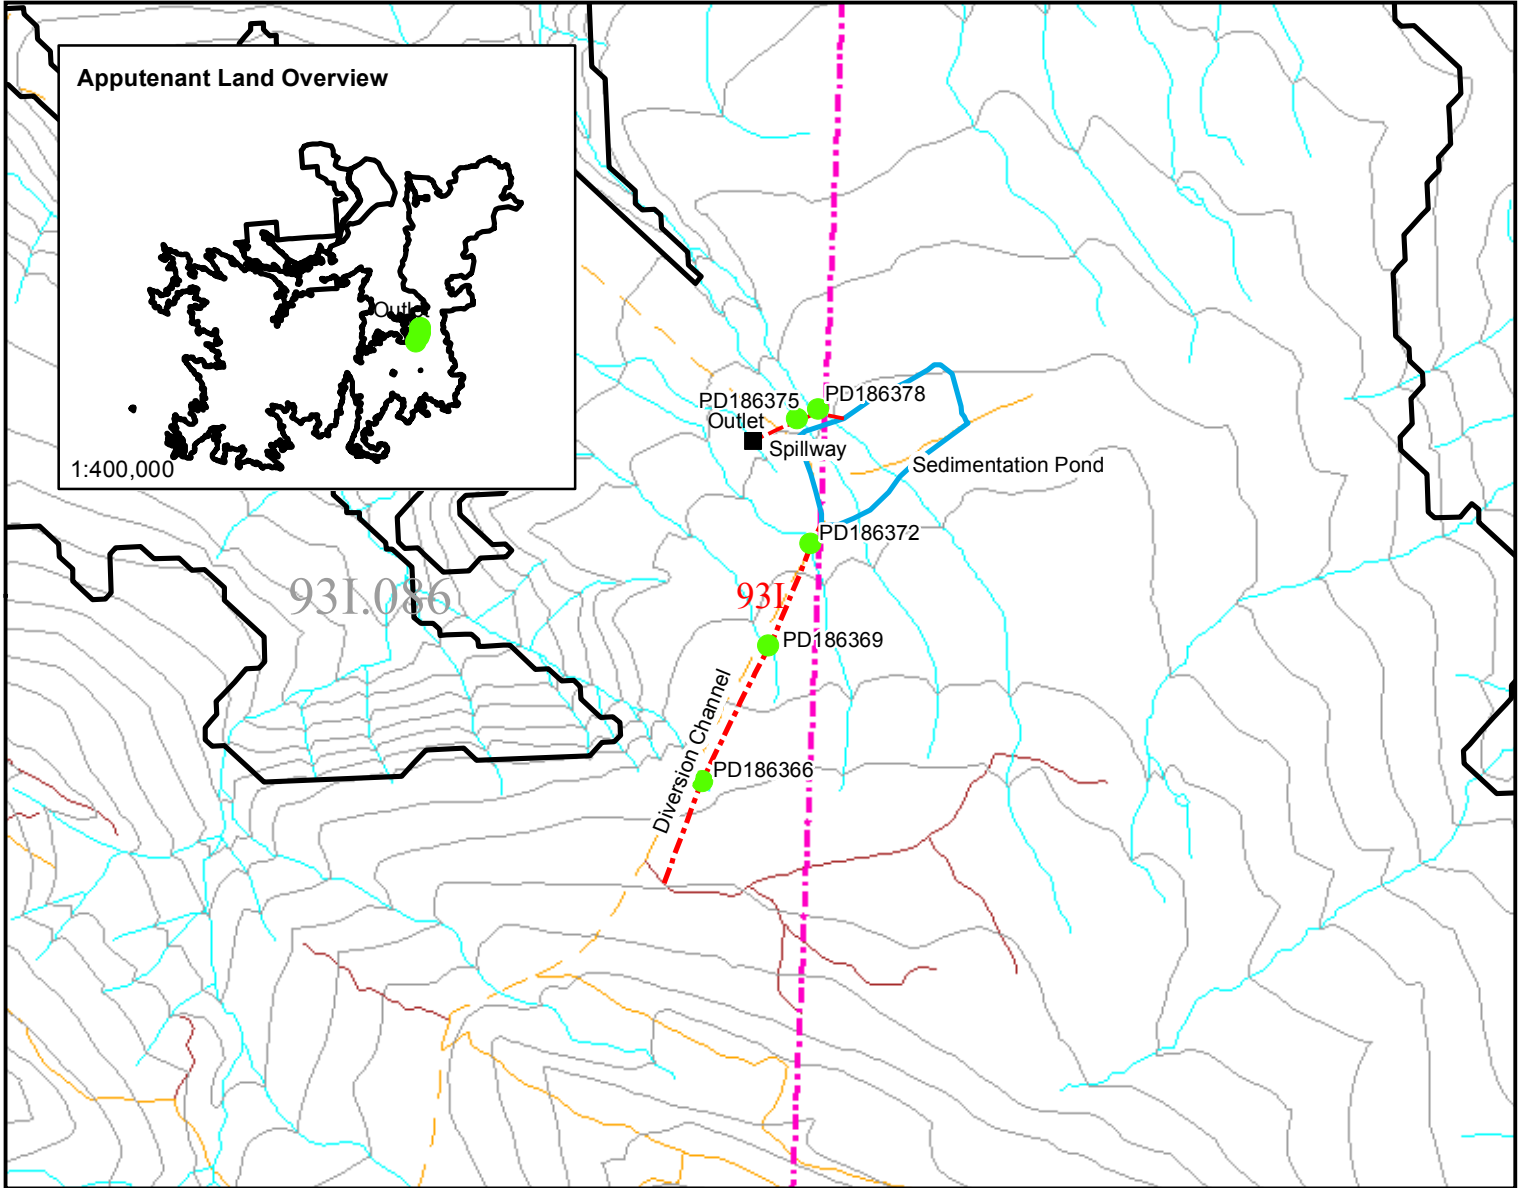 Apputenant Land Overview
Outlet
1:400,000
PD186375
PD186378
Outlet
Spillway
Sedimentation Pond
PD186372
93I.086
93I
PD186369
Diversion Channel
PD186366